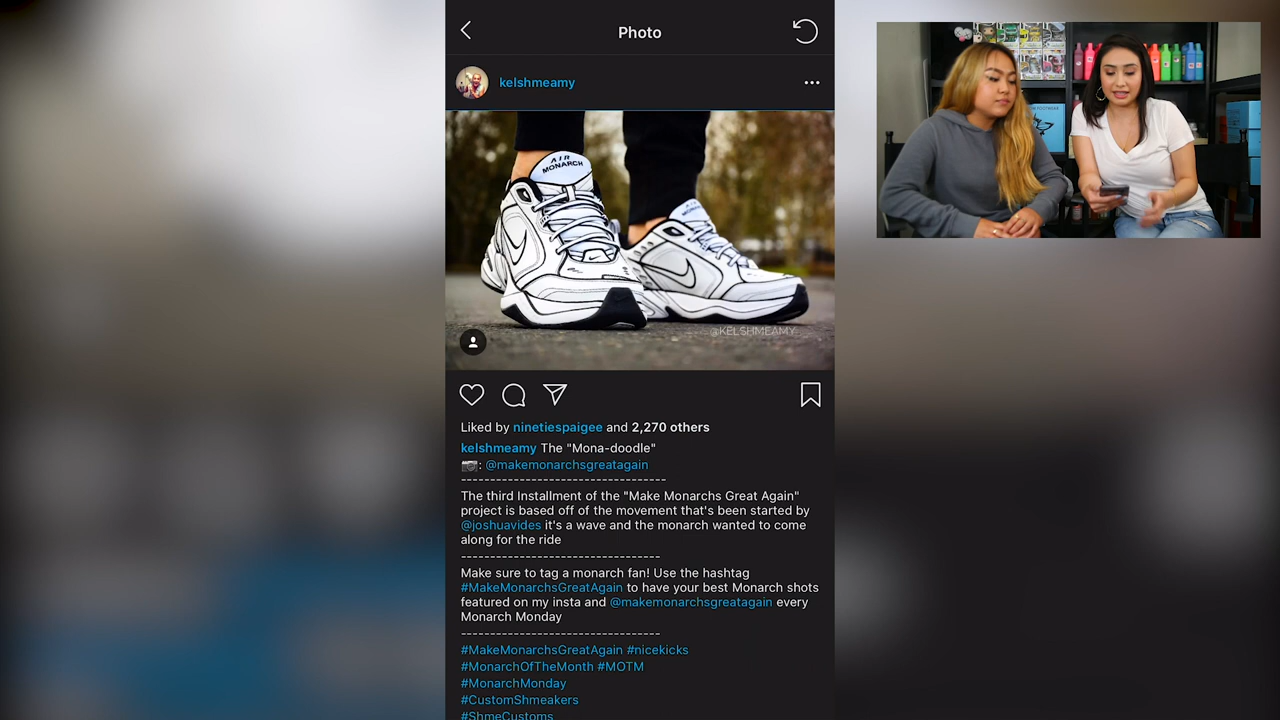 Photo
kelshmeamy
AIR
MONARCH
@KELSHMEAMY
Liked by ninetiespaigee and 2,270 others
kelshmeamy The "Mona-doodle"
: @makemonarchsgreatagain
-----------------------------------
The third Installment of the "Make Monarchs Great Again"
project is based off of the movement that's been started by
@joshuavides it's a wave and the monarch wanted to come
along for the ride
----------------------------------
Make sure to tag a monarch fan! Use the hashtag
#MakeMonarchsGreatAgain to have your best Monarch shots
featured on my insta and @makemonarchsgreatagain every
Monarch Monday
----------------------------------
#MakeMonarchsGreatAgain #nicekicks
#MonarchOfTheMonth #MOTM
#MonarchMonday
#CustomShmeakers
#ShmeCustoms